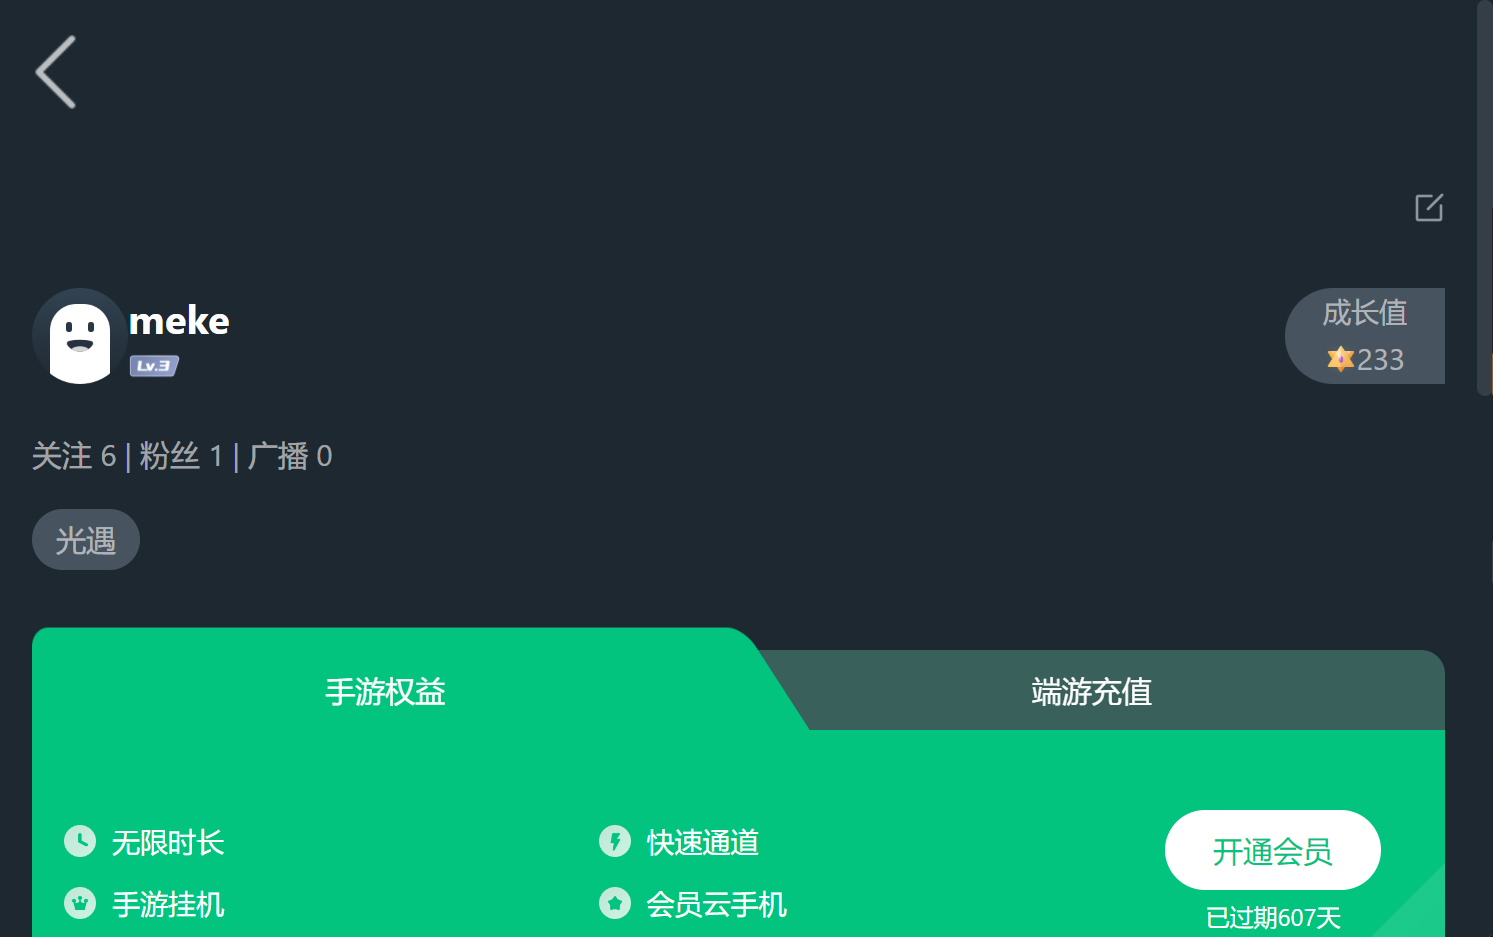 meke
Lv.3
成长值
233
关注 6 | 粉丝 1 | 广播 0
光遇
手游权益
端游充值
无限时长
快速通道
开通会员
手游挂机
会员云手机
已过期607天